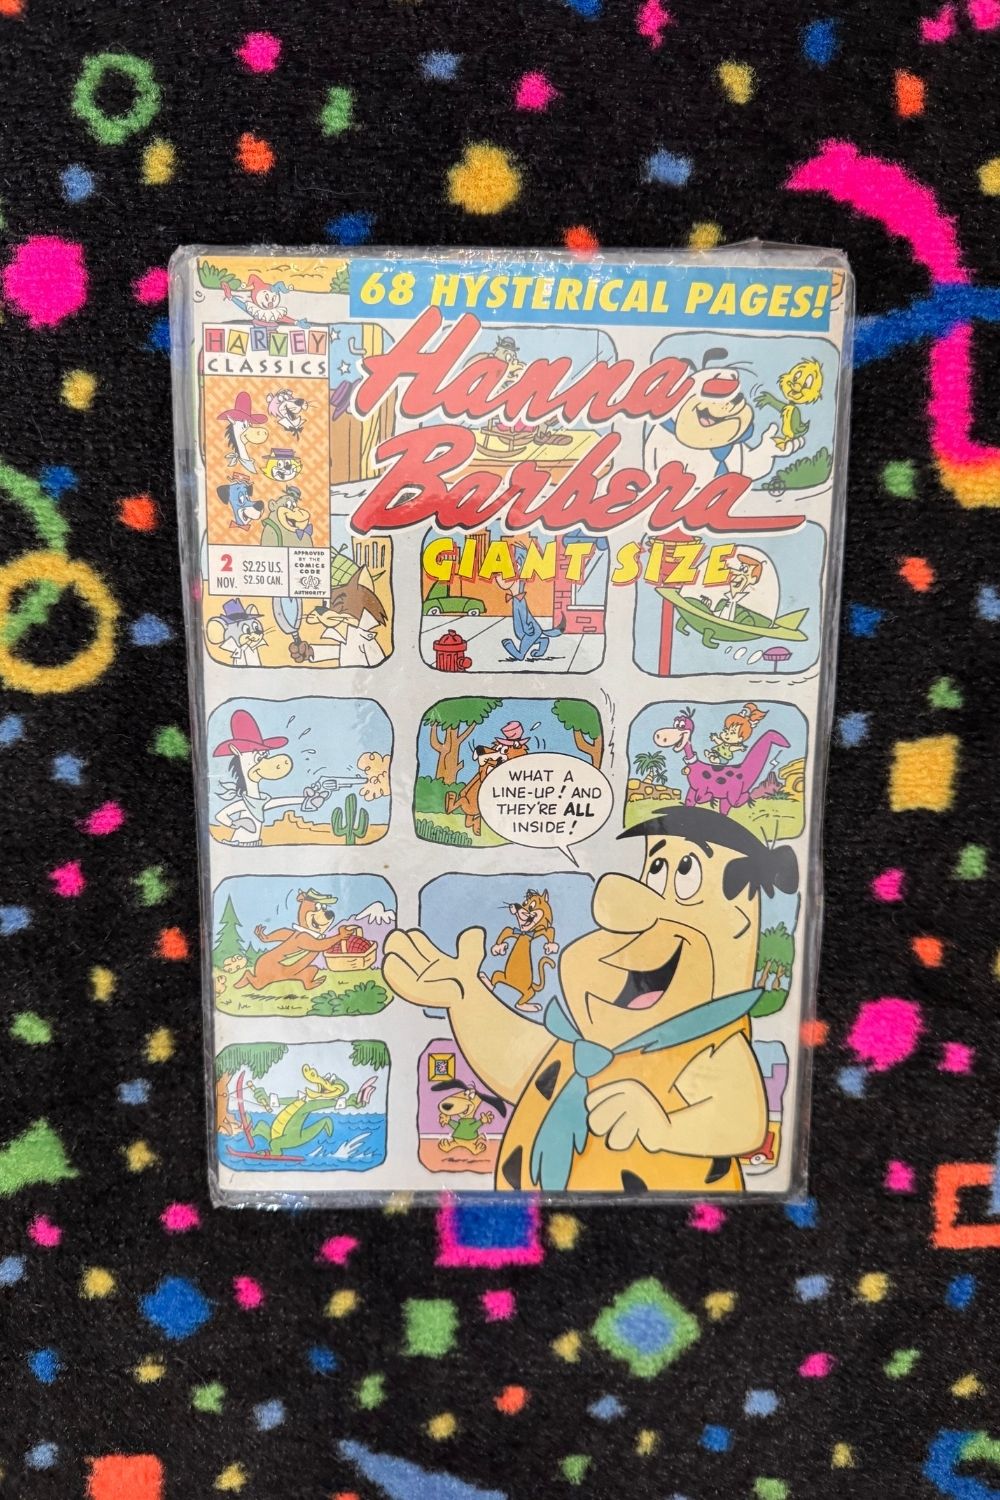 68 HYSTERICAL PAGES!
HARVEY
CLASSICS
Hanna-
Barbera
GIANT SIZE
2
NOV.
$2.25 U.S.
$2.50 CAN.
APPROVED
BY THE
COMICS
CODE
CA
AUTHORITY
WHAT A
LINE-UP! AND
THEY'RE ALL
INSIDE!